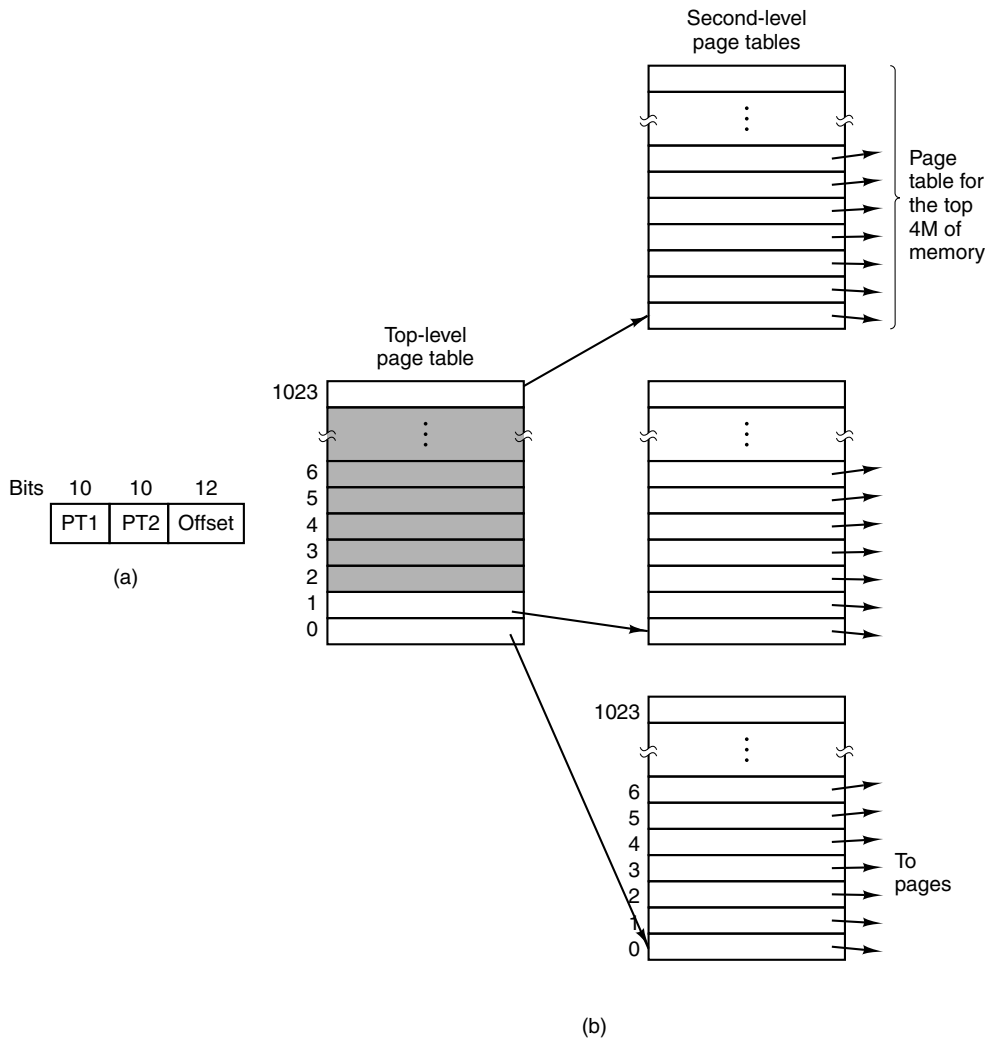 Second-level
page tables
Page
table for
the top
4M of
memory
Top-level
page table
1023
6
5
4
3
2
1
0
Bits 10 10 12
PT1 PT2 Offset
(a)
1023
6
5
4
3
2
1
0
To
pages
(b)